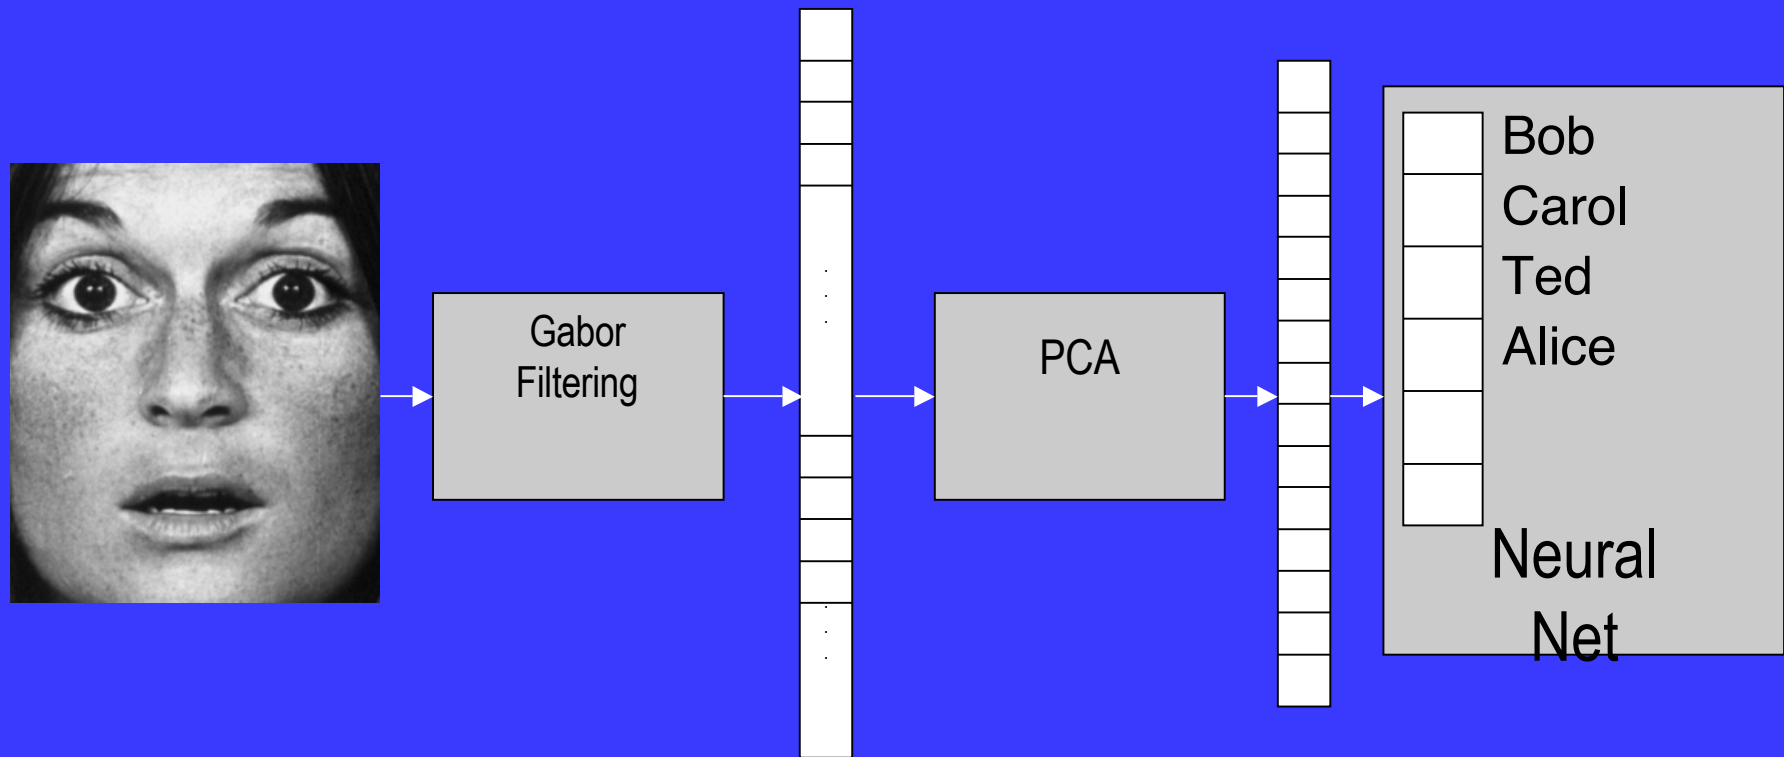 Gabor
Filtering
PCA
Bob
Carol
Ted
Alice
Neural
Net